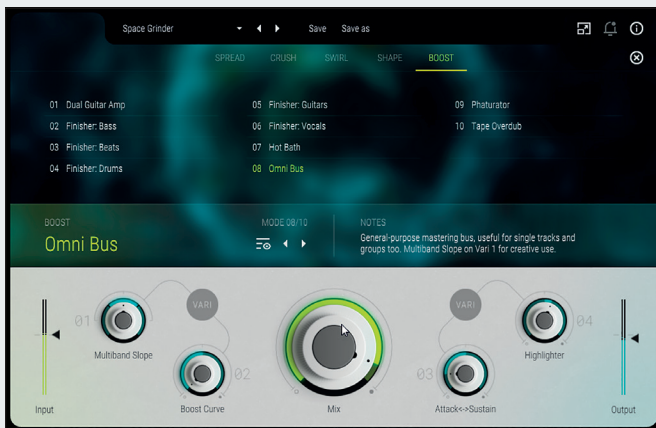 Space Grinder
Save
Save as
SPREAD
CRUSH
SWIRL
SHAPE
BOOST
01 Dual Guitar Amp
02 Finisher: Bass
03 Finisher: Beats
04 Finisher: Drums
05 Finisher: Guitars
06 Finisher: Vocals
07 Hot Bath
08 Omni Bus
09 Phaturator
10 Tape Overdub
BOOST
Omni Bus
MODE 08/10
NOTES
General-purpose mastering bus, useful for single tracks and
groups too. Multiband Slope on Vari 1 for creative use.
Input
01
Multiband Slope
VARI
02
Boost Curve
Mix
VARI
03
Attack<->Sustain
04
Highlighter
Output